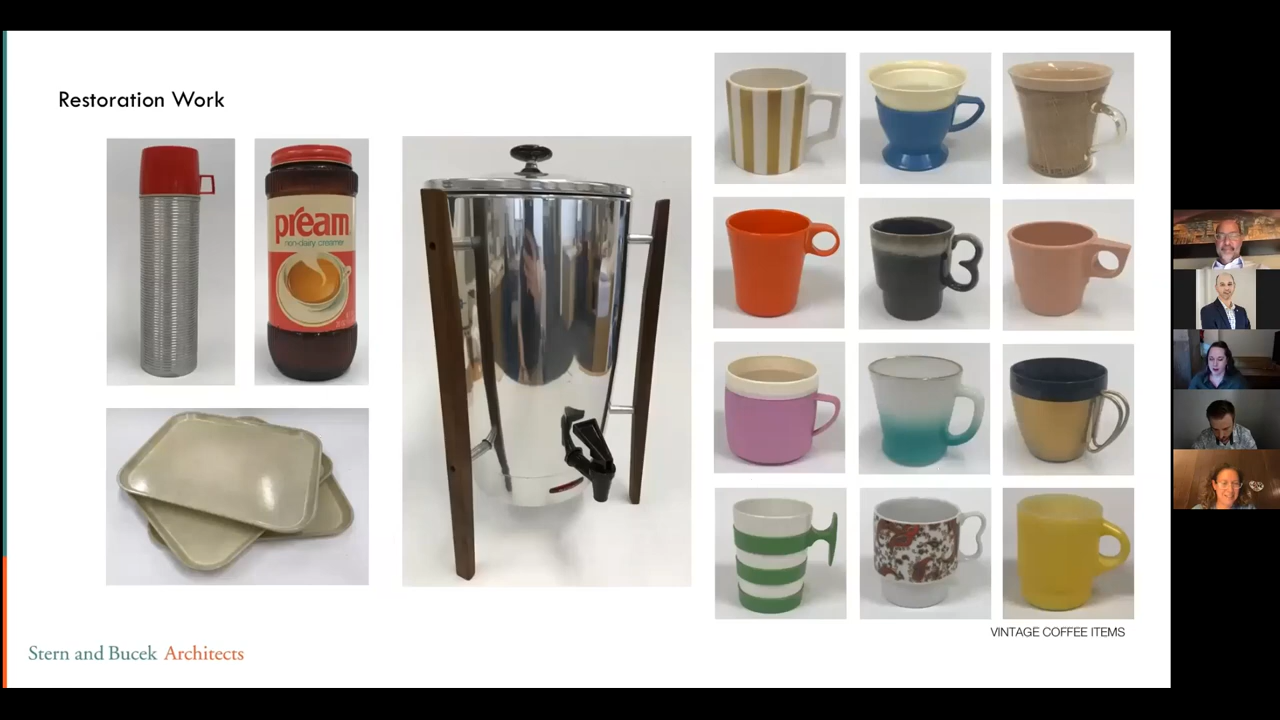 Restoration Work
pream
non-dairy creamer
VINTAGE COFFEE ITEMS
Stern and Bucek Architects